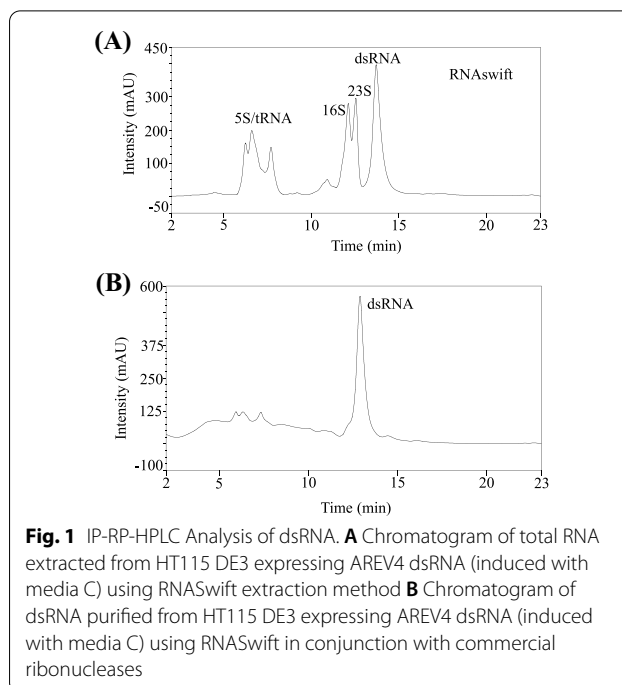 (A)
450
300
200
100
-50
Intensity (mAU)
5S/tRNA
16S
23S
dsRNA
RNAswift
2 5 10 15 20 23
Time (min)
(B)
600
375
250
125
-100
Intensity (mAU)
dsRNA
2 5 10 15 20 23
Time (min)
Fig. 1 IP-RP-HPLC Analysis of dsRNA. A Chromatogram of total RNA
extracted from HT115 DE3 expressing AREV4 dsRNA (induced with
media C) using RNASwift extraction method B Chromatogram of
dsRNA purified from HT115 DE3 expressing AREV4 dsRNA (induced
with media C) using RNASwift in conjunction with commercial
ribonucleases